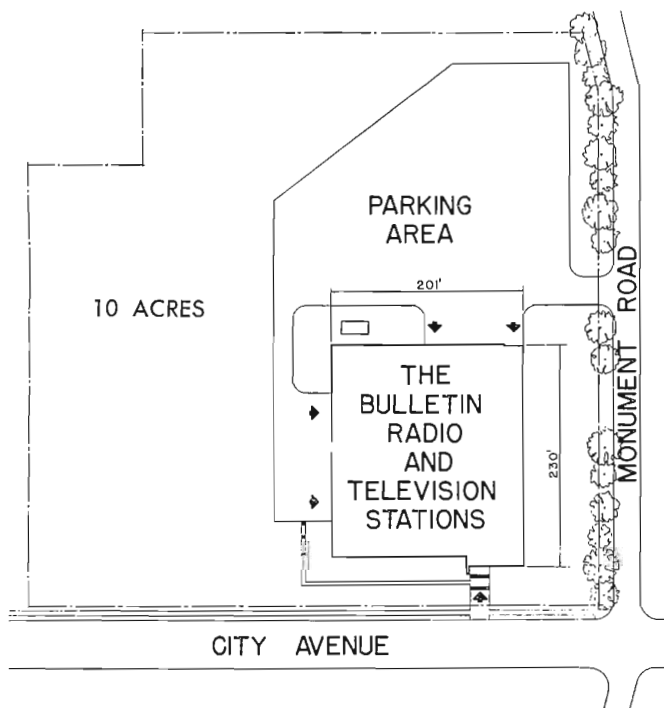 PARKING
AREA
201'
10 ACRES
MONUMENT ROAD
THE
BULLETIN
RADIO
AND
TELEVISION
STATIONS
230'
CITY AVENUE